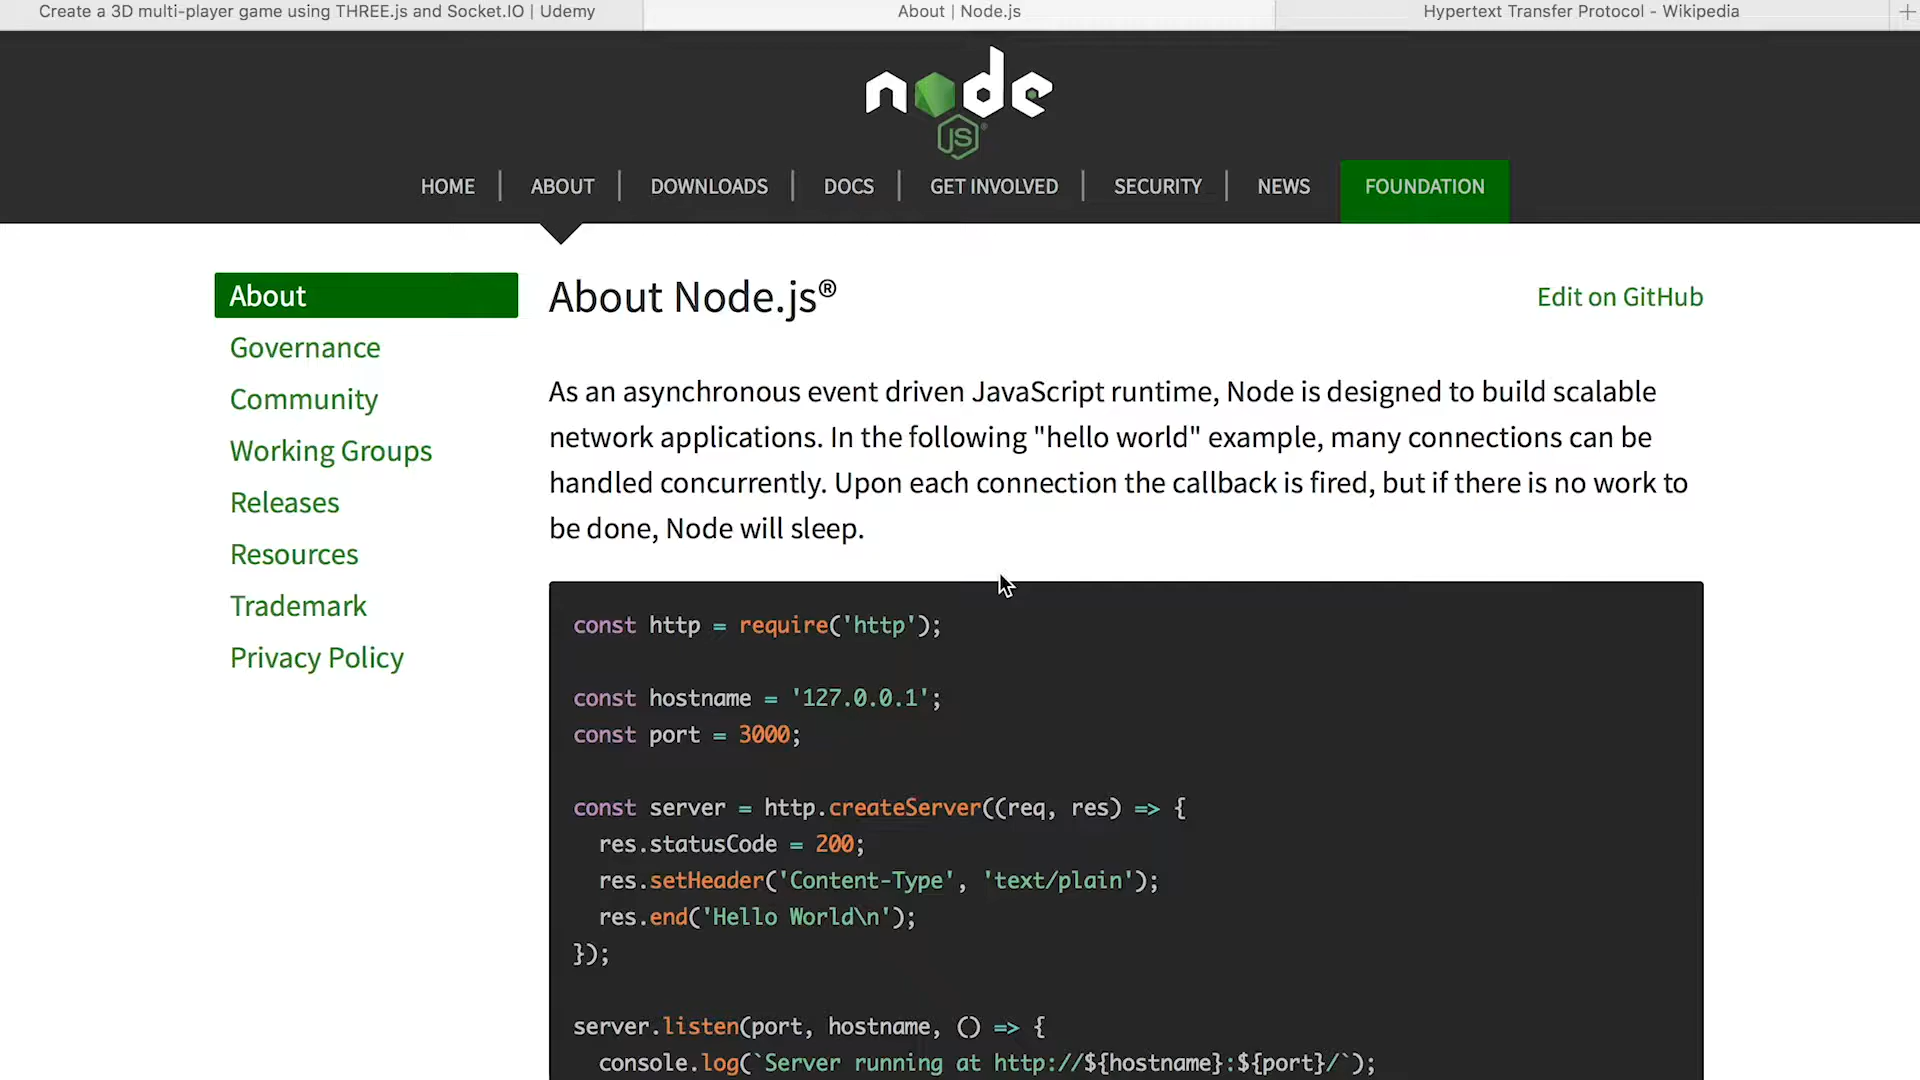 Create a 3D multi-player game using THREE.js and Socket.IO | Udemy
About | Node.js
Hypertext Transfer Protocol - Wikipedia
node
JS
HOME
ABOUT
DOWNLOADS
DOCS
GET INVOLVED
SECURITY
NEWS
FOUNDATION
About
Governance
Community
Working Groups
Releases
Resources
Trademark
Privacy Policy
About Node.js®
Edit on GitHub
As an asynchronous event driven JavaScript runtime, Node is designed to build scalable
network applications. In the following "hello world" example, many connections can be
handled concurrently. Upon each connection the callback is fired, but if there is no work to
be done, Node will sleep.
const http = require('http');
const hostname = '127.0.0.1';
const port = 3000;
const server = http.createServer((req, res) => {
  res.statusCode = 200;
  res.setHeader('Content-Type', 'text/plain');
  res.end('Hello World\n');
});
server.listen(port, hostname, () => {
  console.log(`Server running at http://${hostname}:${port}/`);